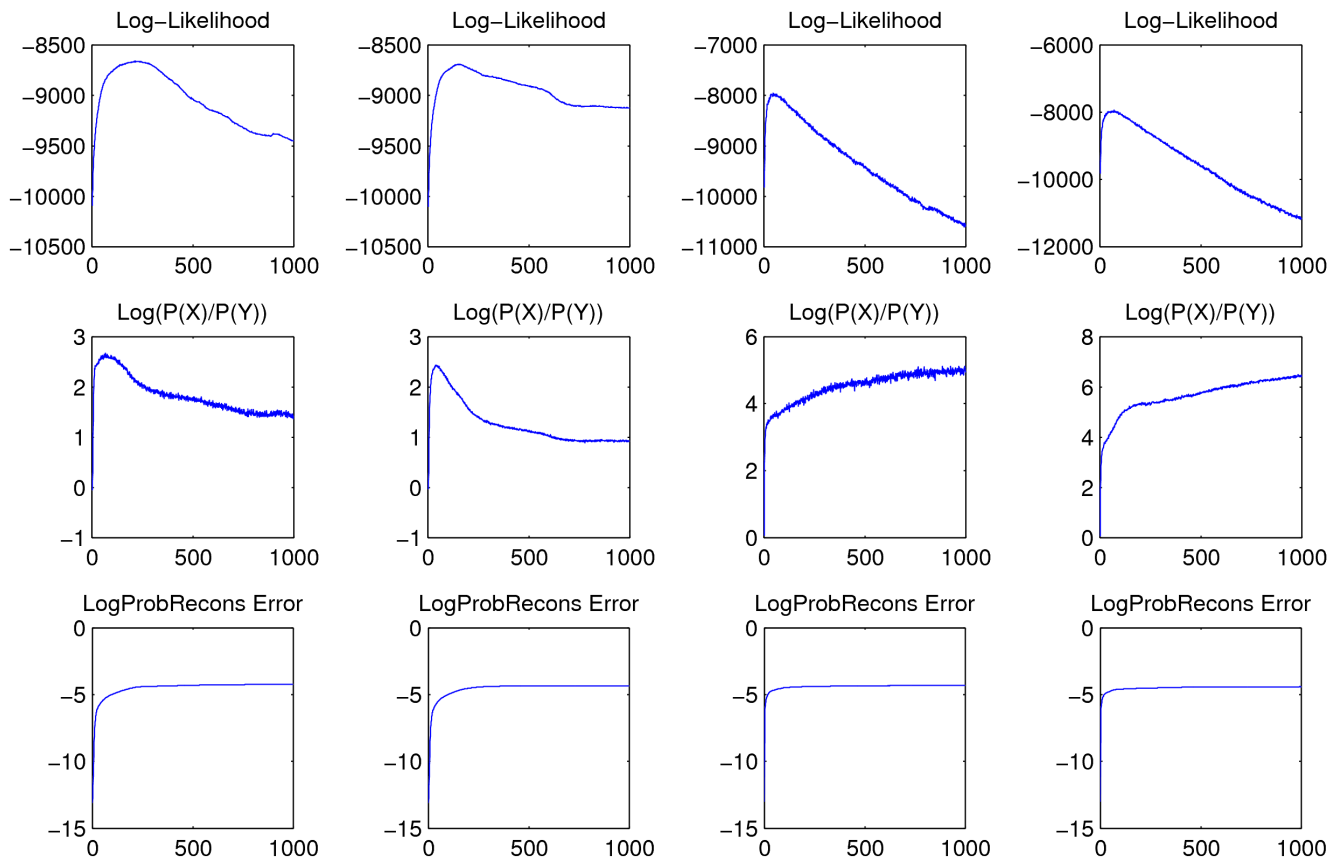 Log−Likelihood Log−Likelihood Log−Likelihood Log−Likelihood
−8500 −8500 −7000 −6000
−9000 −9000 −8000 −8000
−9500 −9500 −9000 −10000
−10000 −10000 −10000
−10500 −10500 −11000 −12000
0 500 1000 0 500 1000 0 500 1000 0 500 1000
Log(P(X)/P(Y)) Log(P(X)/P(Y)) Log(P(X)/P(Y)) Log(P(X)/P(Y))
3 3 6 8
2 2 4 6
1 1 4
0 0 2 2
−1 −1 0 0
0 500 1000 0 500 1000 0 500 1000 0 500 1000
LogProbRecons Error LogProbRecons Error LogProbRecons Error LogProbRecons Error
0 0 0 0
−5 −5 −5 −5
−10 −10 −10 −10
−15 −15 −15 −15
0 500 1000 0 500 1000 0 500 1000 0 500 1000